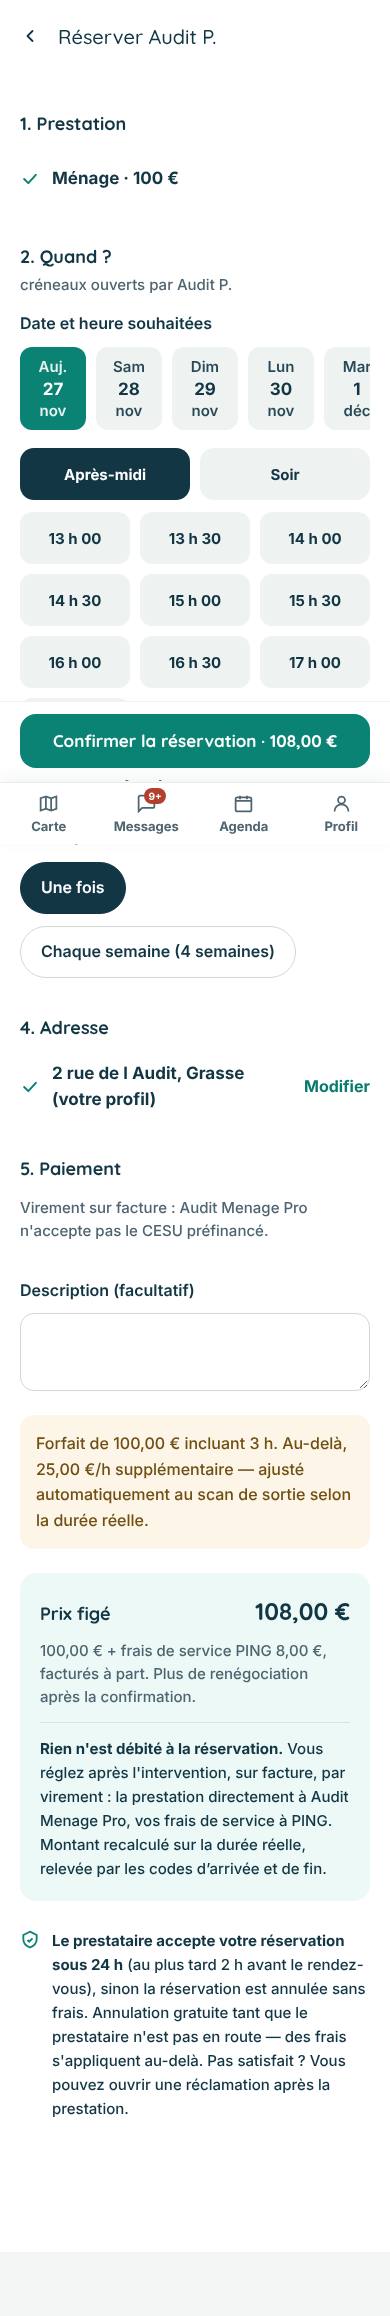 Réserver Audit P.
1. Prestation
Ménage · 100 €
2. Quand ?
créneaux ouverts par Audit P.
Date et heure souhaitées
Auj. Sam Dim Lun Mar
27 28 29 30 1
nov nov nov nov déc
Après-midi Soir
13 h 00 13 h 30 14 h 00
14 h 30 15 h 00 15 h 30
16 h 00 16 h 30 17 h 00
Confirmer la réservation · 108,00 €
9+
Carte Messages Agenda Profil
Une fois
Chaque semaine (4 semaines)
4. Adresse
2 rue de l Audit, Grasse
(votre profil)
Modifier
5. Paiement
Virement sur facture : Audit Menage Pro
n'accepte pas le CESU préfinancé.
Description (facultatif)
Forfait de 100,00 € incluant 3 h. Au-delà,
25,00 €/h supplémentaire — ajusté
automatiquement au scan de sortie selon
la durée réelle.
Prix figé 108,00 €
100,00 € + frais de service PING 8,00 €,
facturés à part. Plus de renégociation
après la confirmation.
Rien n'est débité à la réservation. Vous
réglez après l'intervention, sur facture, par
virement : la prestation directement à Audit
Menage Pro, vos frais de service à PING.
Montant recalculé sur la durée réelle,
relevée par les codes d’arrivée et de fin.
Le prestataire accepte votre réservation
sous 24 h (au plus tard 2 h avant le rendez-
vous), sinon la réservation est annulée sans
frais. Annulation gratuite tant que le
prestataire n'est pas en route — des frais
s'appliquent au-delà. Pas satisfait ? Vous
pouvez ouvrir une réclamation après la
prestation.